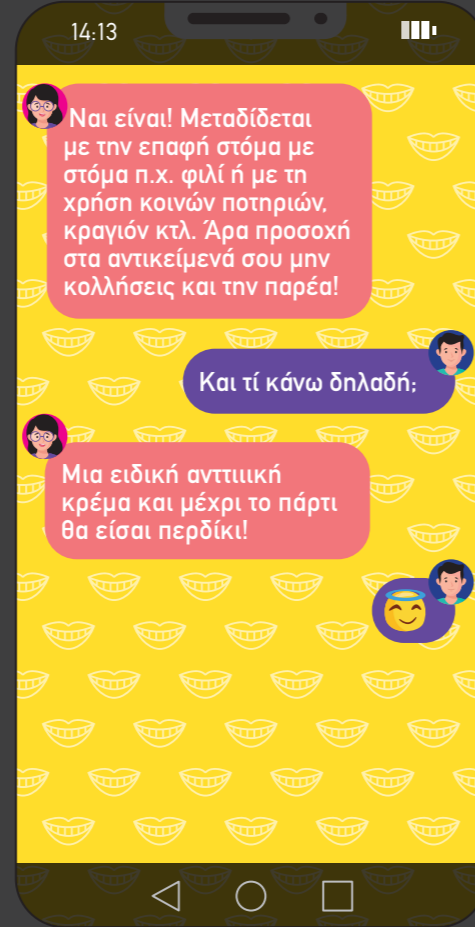 14:13
Ναι είναι! Μεταδίδεται
με την επαφή στόμα με
στόμα π.χ. φιλί ή με τη
χρήση κοινών ποτηριών,
κραγιόν κτλ. Άρα προσοχή
στα αντικείμενά σου μην
κολλήσεις και την παρέα!
Και τί κάνω δηλαδή;
Μια ειδική ανττιιική
κρέμα και μέχρι το πάρτι
θα είσαι περδίκι!